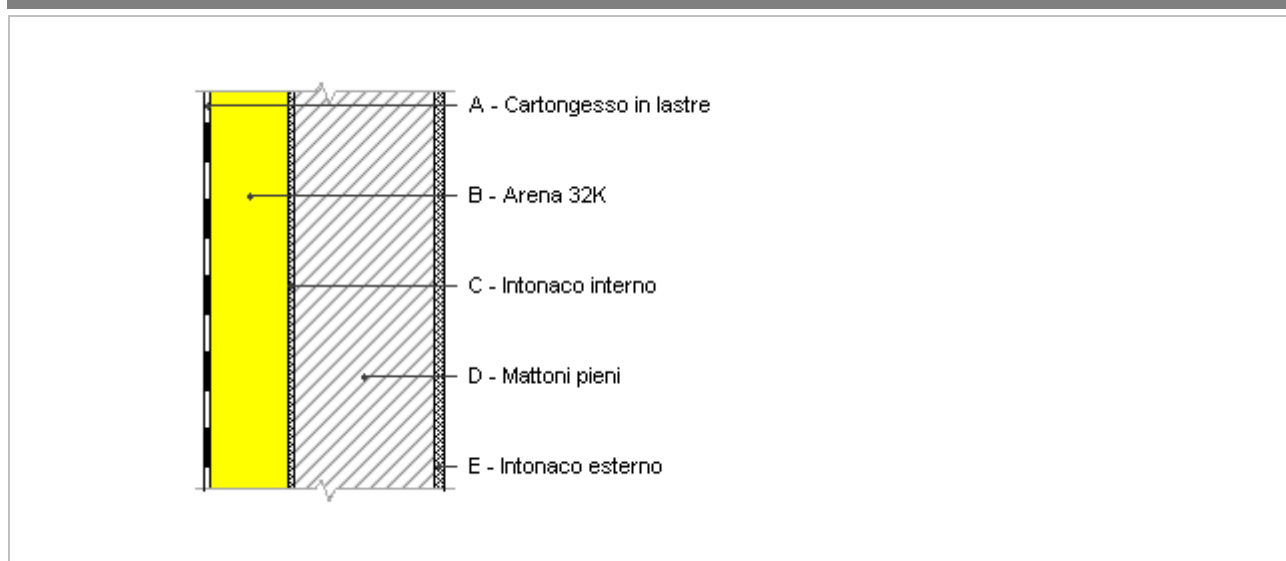 A - Cartongesso in lastre
B - Arena 32K
C - Intonaco interno
D - Mattoni pieni
E - Intonaco esterno